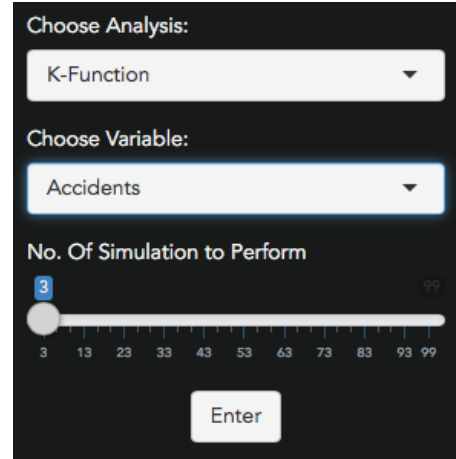 Choose Analysis:
K-Function
Choose Variable:
Accidents
No. Of Simulation to Perform
3 99
3 13 23 33 43 53 63 73 83 93 99
Enter